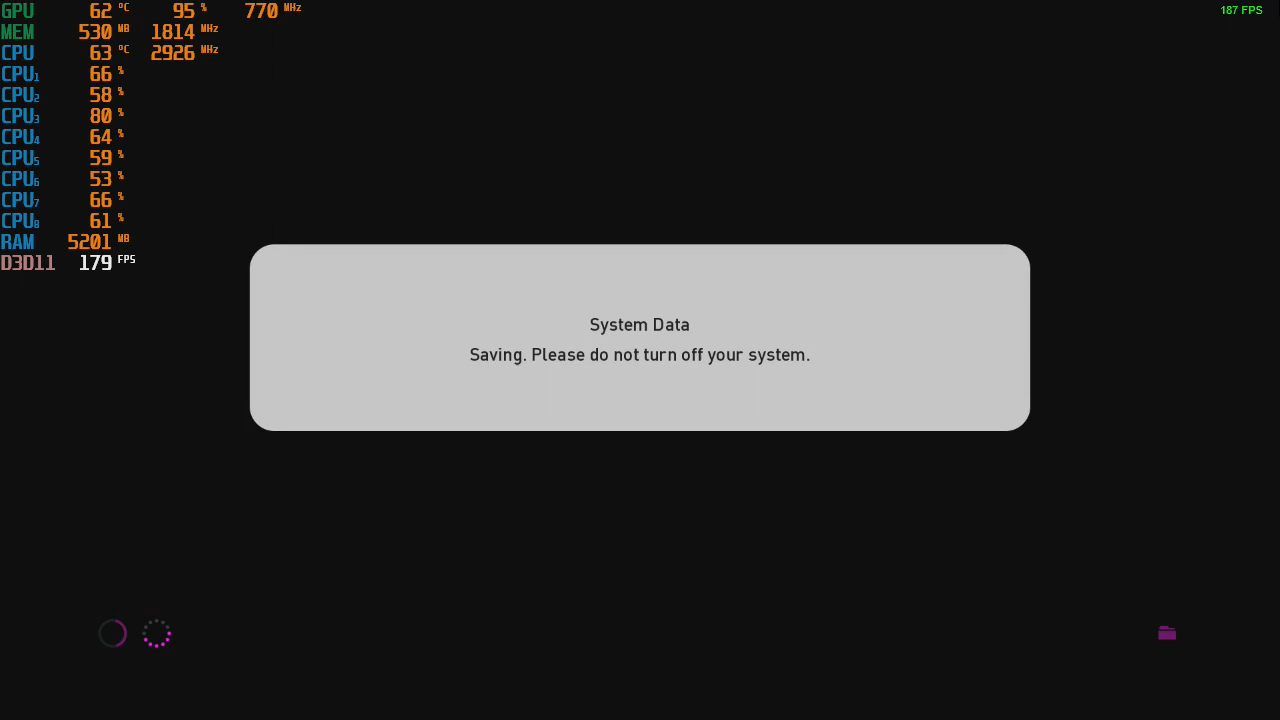 GPU 62 °C 95 % 770 MHz
187 FPS
MEM 530 MB 1814 MHz
CPU 63 °C 2926 MHz
CPU1 66 %
CPU2 58 %
CPU3 80 %
CPU4 64 %
CPU5 59 %
CPU6 53 %
CPU7 66 %
CPU8 61 %
RAM 5201 MB
D3D11 179 FPS
System Data
Saving. Please do not turn off your system.